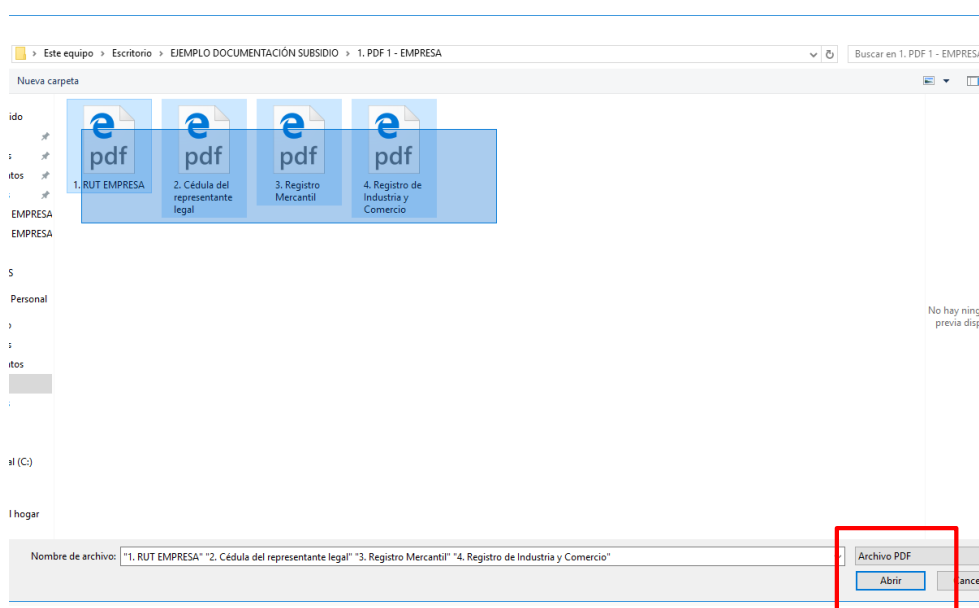 > Este equipo > Escritorio > EJEMPLO DOCUMENTACIÓN SUBSIDIO > 1. PDF 1 - EMPRESA
Buscar en 1. PDF 1 - EMPRESA
Nueva carpeta
pdf pdf pdf pdf
1. RUT EMPRESA
2. Cédula del
representante
legal
3. Registro
Mercantil
4. Registro de
Industria y
Comercio
EMPRESA
EMPRESA
S
Personal
al (C:)
l hogar
No hay ning
previa disp
Nombre de archivo: "1. RUT EMPRESA" "2. Cédula del representante legal" "3. Registro Mercantil" "4. Registro de Industria y Comercio"
Archivo PDF
Abrir